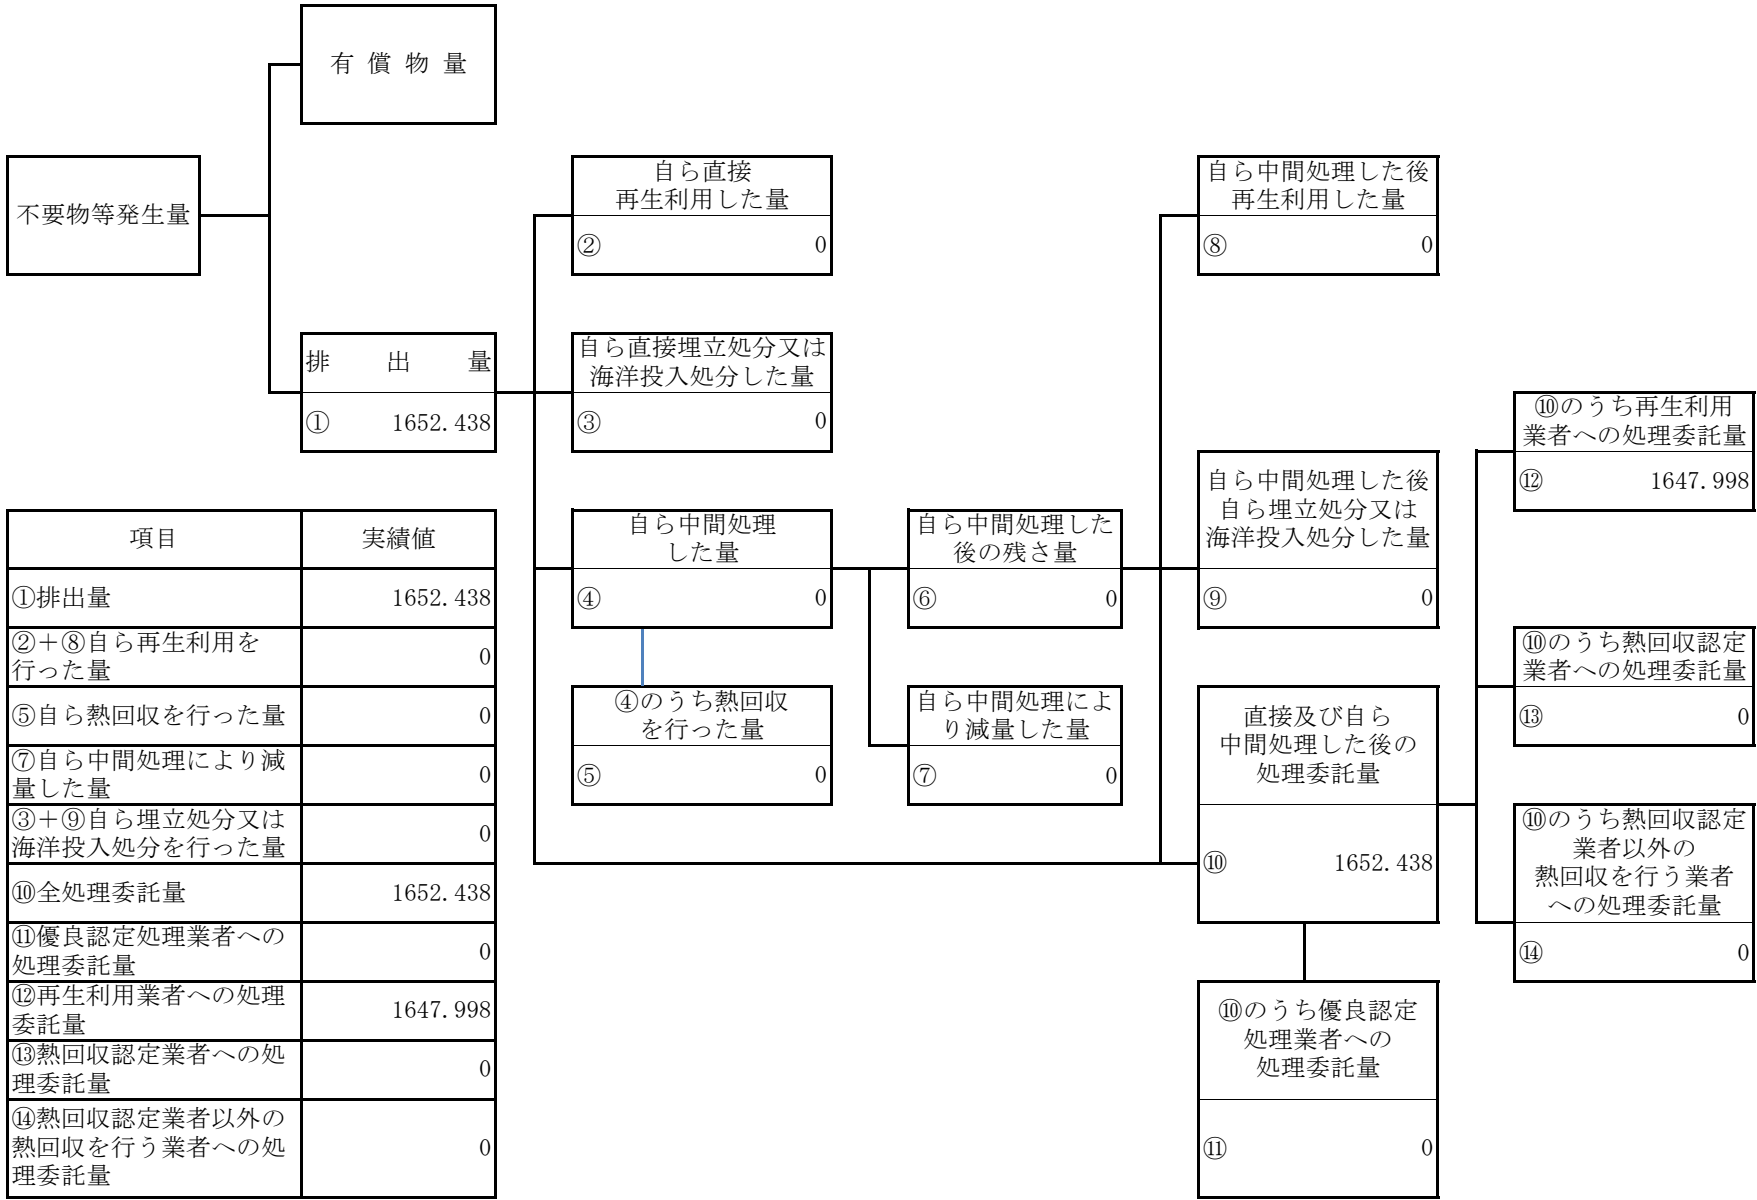 有償物量
不要物等発生量
排出量
① 1652.438
自ら直接
再生利用した量
② 0
自ら直接埋立処分又は
海洋投入処分した量
③ 0
自ら中間処理
した量
④ 0
④のうち熱回収
を行った量
⑤ 0
自ら中間処理した
後の残さ量
⑥ 0
自ら中間処理によ
り減量した量
⑦ 0
自ら中間処理した後
再生利用した量
⑧ 0
自ら中間処理した後
自ら埋立処分又は
海洋投入処分した量
⑨ 0
直接及び自ら
中間処理した後の
処理委託量
⑩ 1652.438
⑩のうち優良認定
処理業者への
処理委託量
⑪ 0
⑩のうち再生利用
業者への処理委託量
⑫ 1647.998
⑩のうち熱回収認定
業者への処理委託量
⑬ 0
⑩のうち熱回収認定
業者以外の
熱回収を行う業者
への処理委託量
⑭ 0
項目 実績値
①排出量 1652.438
②＋⑧自ら再生利用を
行った量 0
⑤自ら熱回収を行った量 0
⑦自ら中間処理により減
量した量 0
③＋⑨自ら埋立処分又は
海洋投入処分を行った量 0
⑩全処理委託量 1652.438
⑪優良認定処理業者への
処理委託量 0
⑫再生利用業者への処理
委託量 1647.998
⑬熱回収認定業者への処
理委託量 0
⑭熱回収認定業者以外の
熱回収を行う業者への処
理委託量 0